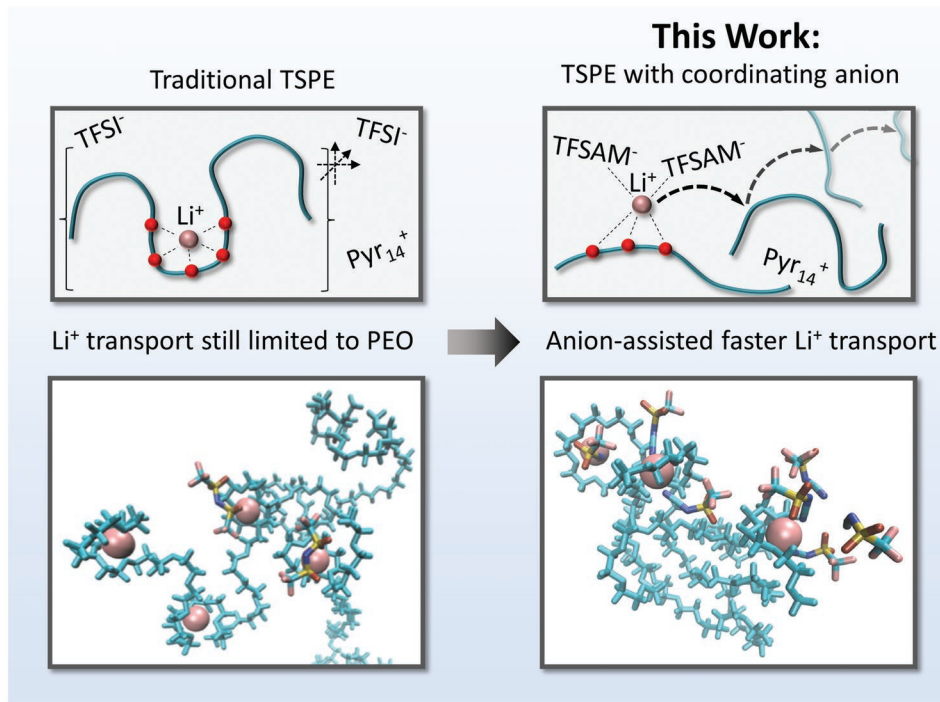 This Work:
Traditional TSPE
TSPE with coordinating anion
TFSI⁻
TFSI⁻
Li⁺
Pyr₁₄⁺
TFSAM⁻
TFSAM⁻
Li⁺
Pyr₁₄⁺
Li⁺ transport still limited to PEO
Anion-assisted faster Li⁺ transport